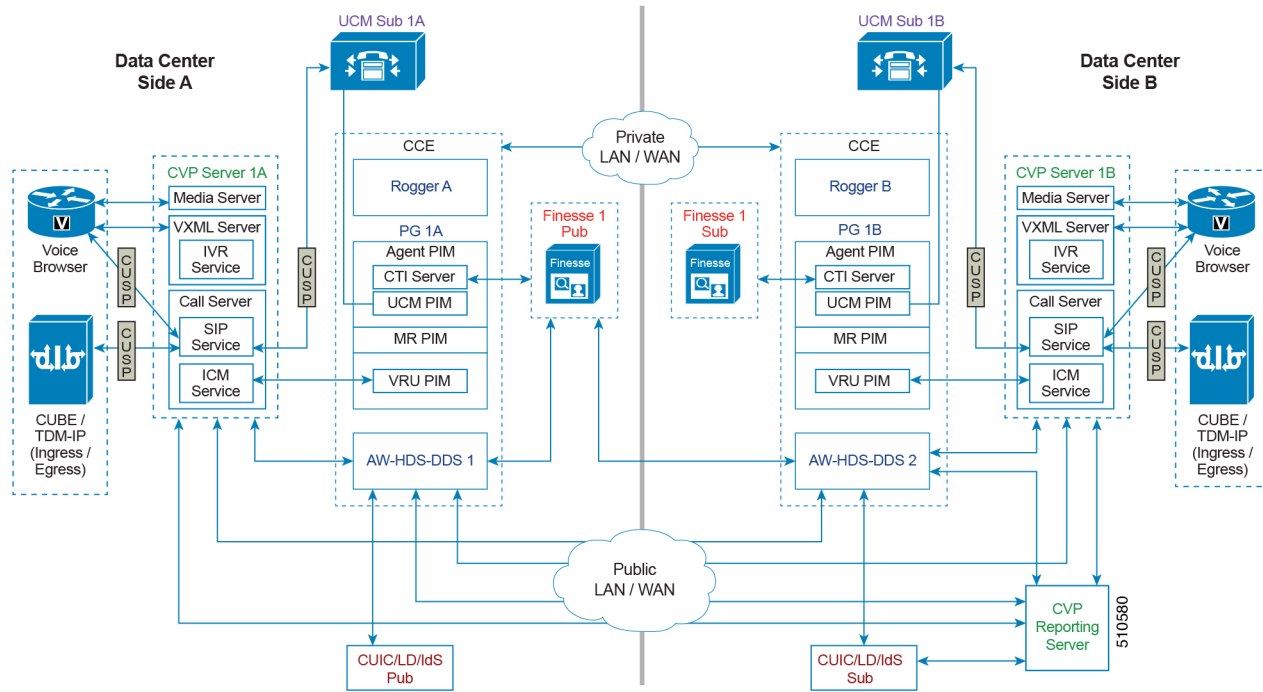 UCM Sub 1A
UCM Sub 1B
Data Center
Side A
Data Center
Side B
Private
LAN / WAN
CCE
CCE
CVP Server 1A
Media Server
VXML Server
IVR
Service
Call Server
SIP
Service
ICM
Service
V
Voice
Browser
CUSP
CUSP
CUSP
CUBE /
TDM-IP
(Ingress /
Egress)
Rogger A
PG 1A
Agent PIM
CTI Server
UCM PIM
MR PIM
VRU PIM
AW-HDS-DDS 1
Finesse 1
Pub
Finesse
Finesse 1
Sub
Finesse
Rogger B
PG 1B
Agent PIM
CTI Server
UCM PIM
MR PIM
VRU PIM
AW-HDS-DDS 2
CUSP
CUSP
CUSP
CVP Server 1B
Media Server
VXML Server
IVR
Service
Call Server
SIP
Service
ICM
Service
V
Voice
Browser
CUBE /
TDM-IP
(Ingress /
Egress)
Public
LAN / WAN
CUIC/LD/IdS
Pub
CUIC/LD/IdS
Sub
CVP
Reporting
Server
510580